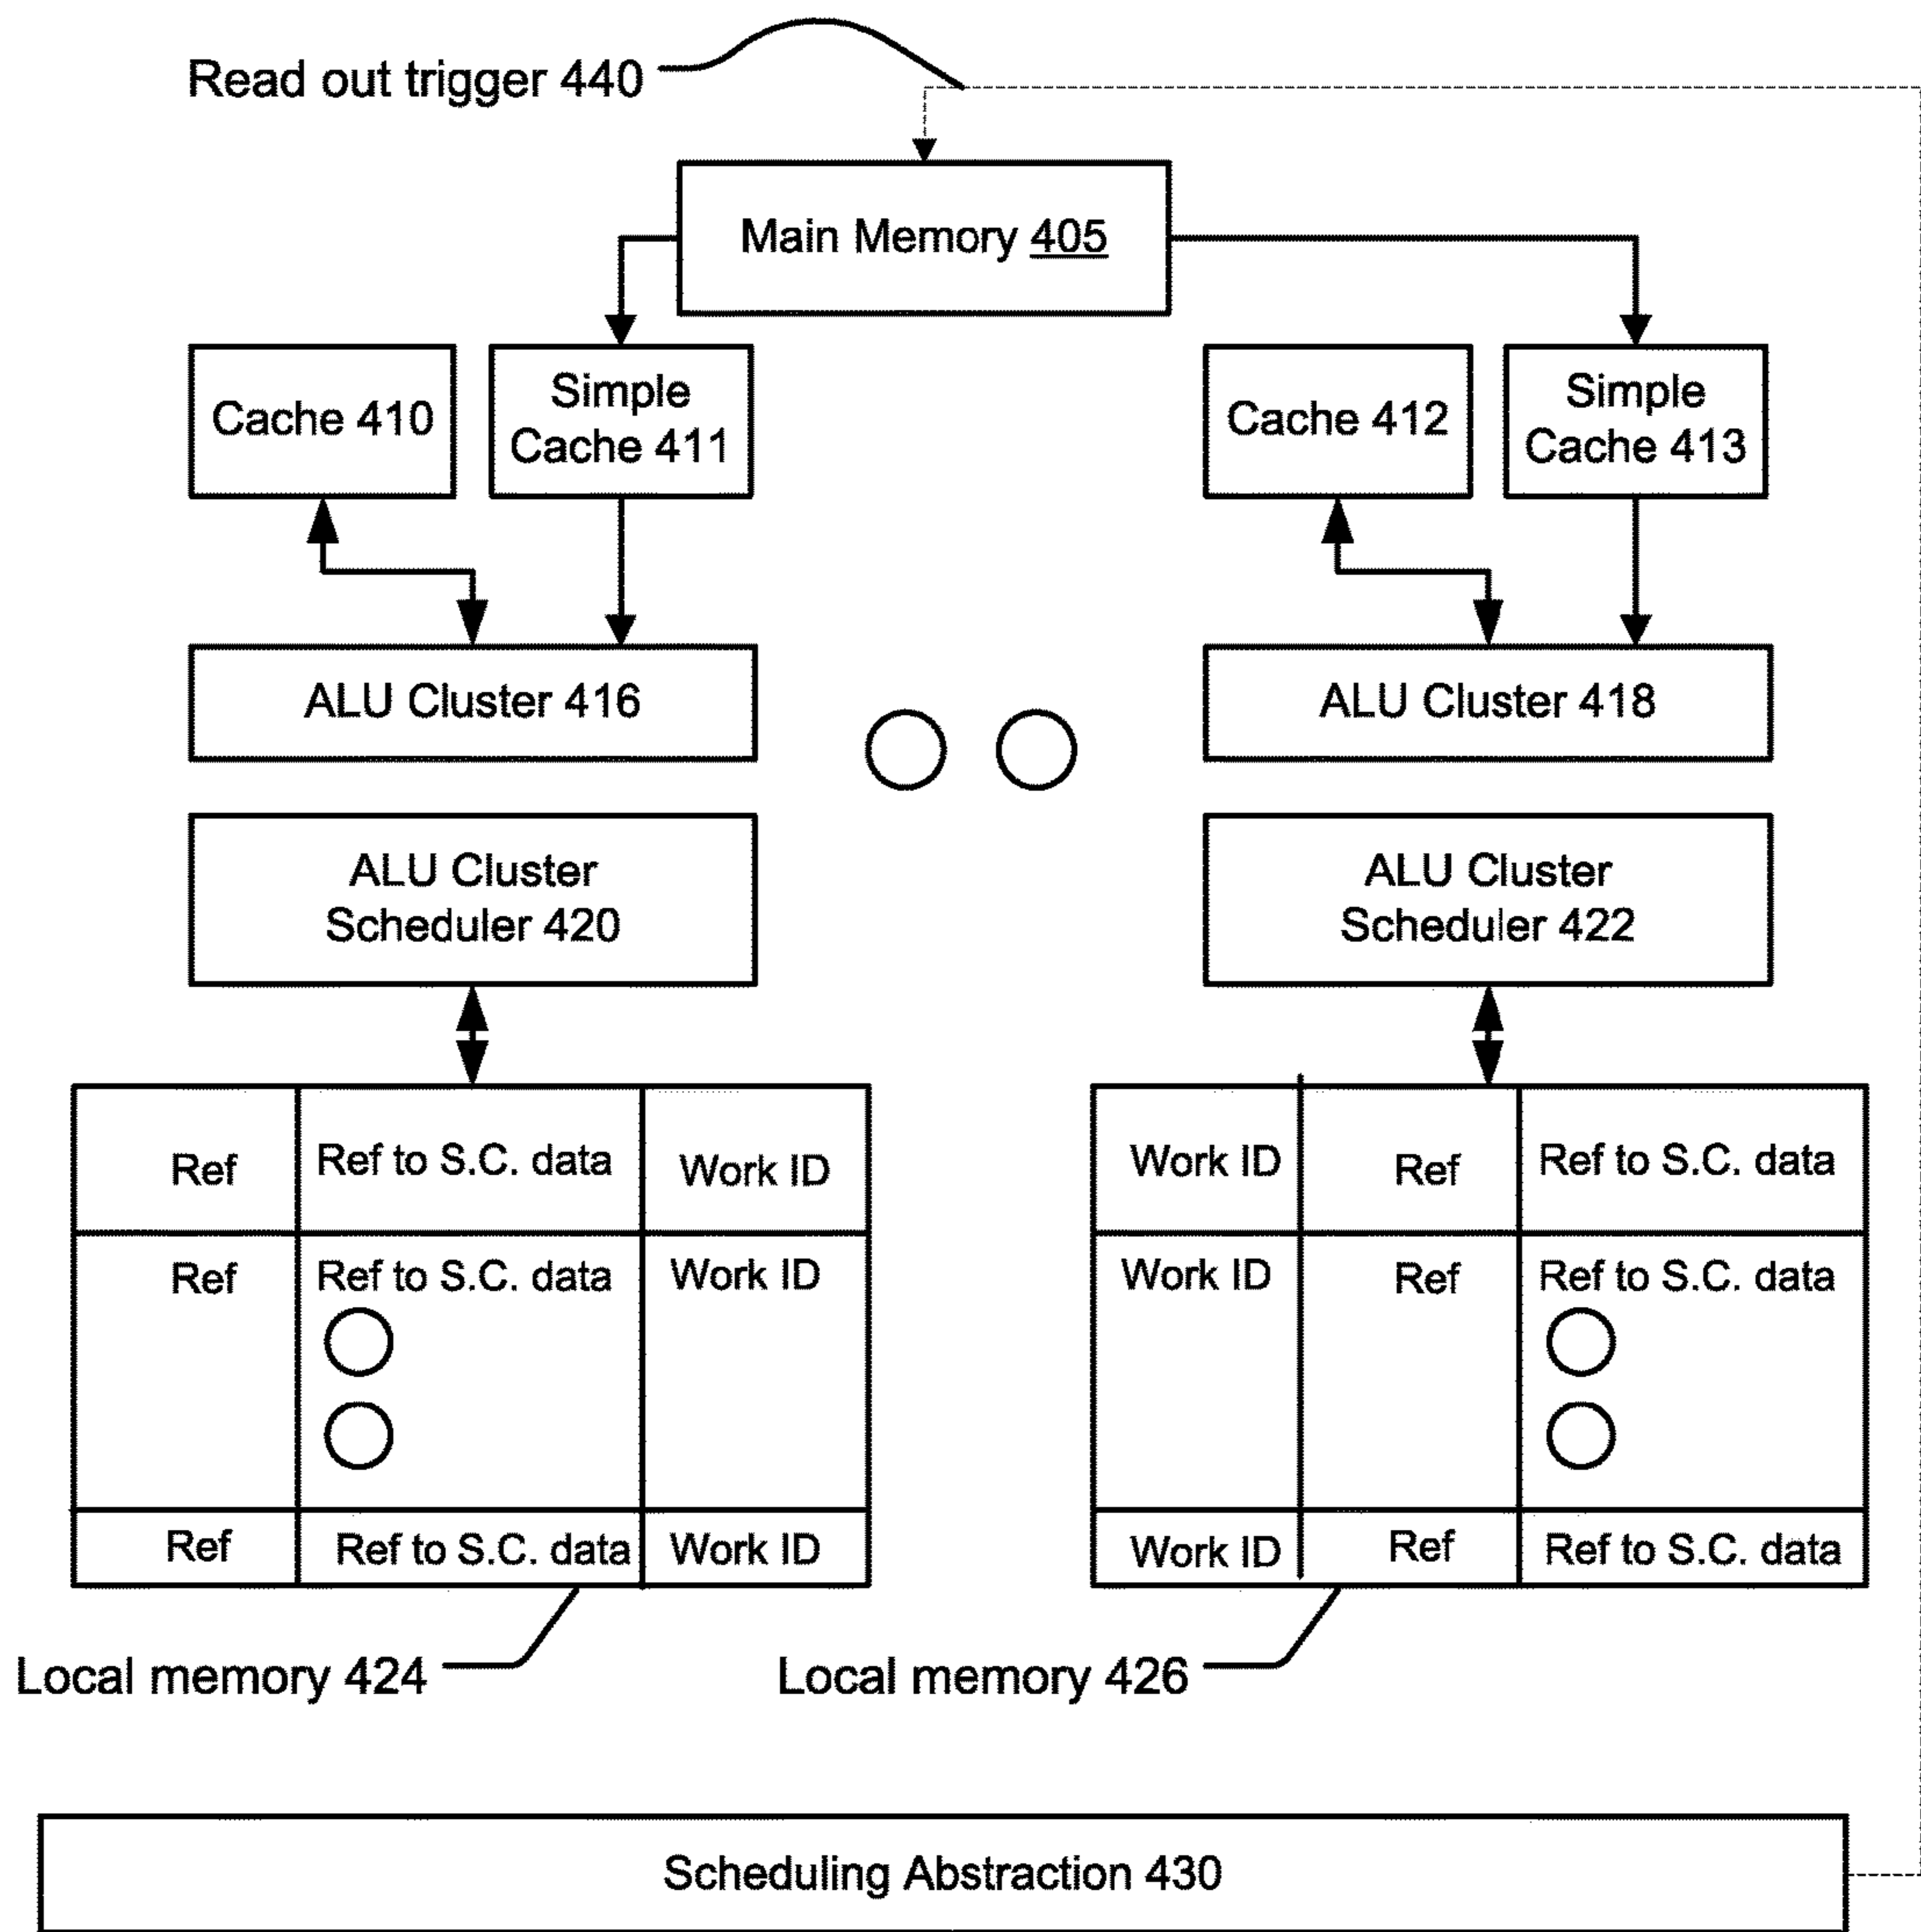 Read out trigger 440
Main Memory 405
Cache 410
Simple
Cache 411
Cache 412
Simple
Cache 413
ALU Cluster 416
ALU Cluster 418
ALU Cluster
Scheduler 420
ALU Cluster
Scheduler 422
Ref
Ref to S.C. data
Work ID
Work ID
Ref
Ref to S.C. data
Ref
Ref to S.C. data
Work ID
Work ID
Ref
Ref to S.C. data
Ref
Ref to S.C. data
Work ID
Work ID
Ref
Ref to S.C. data
Local memory 424
Local memory 426
Scheduling Abstraction 430